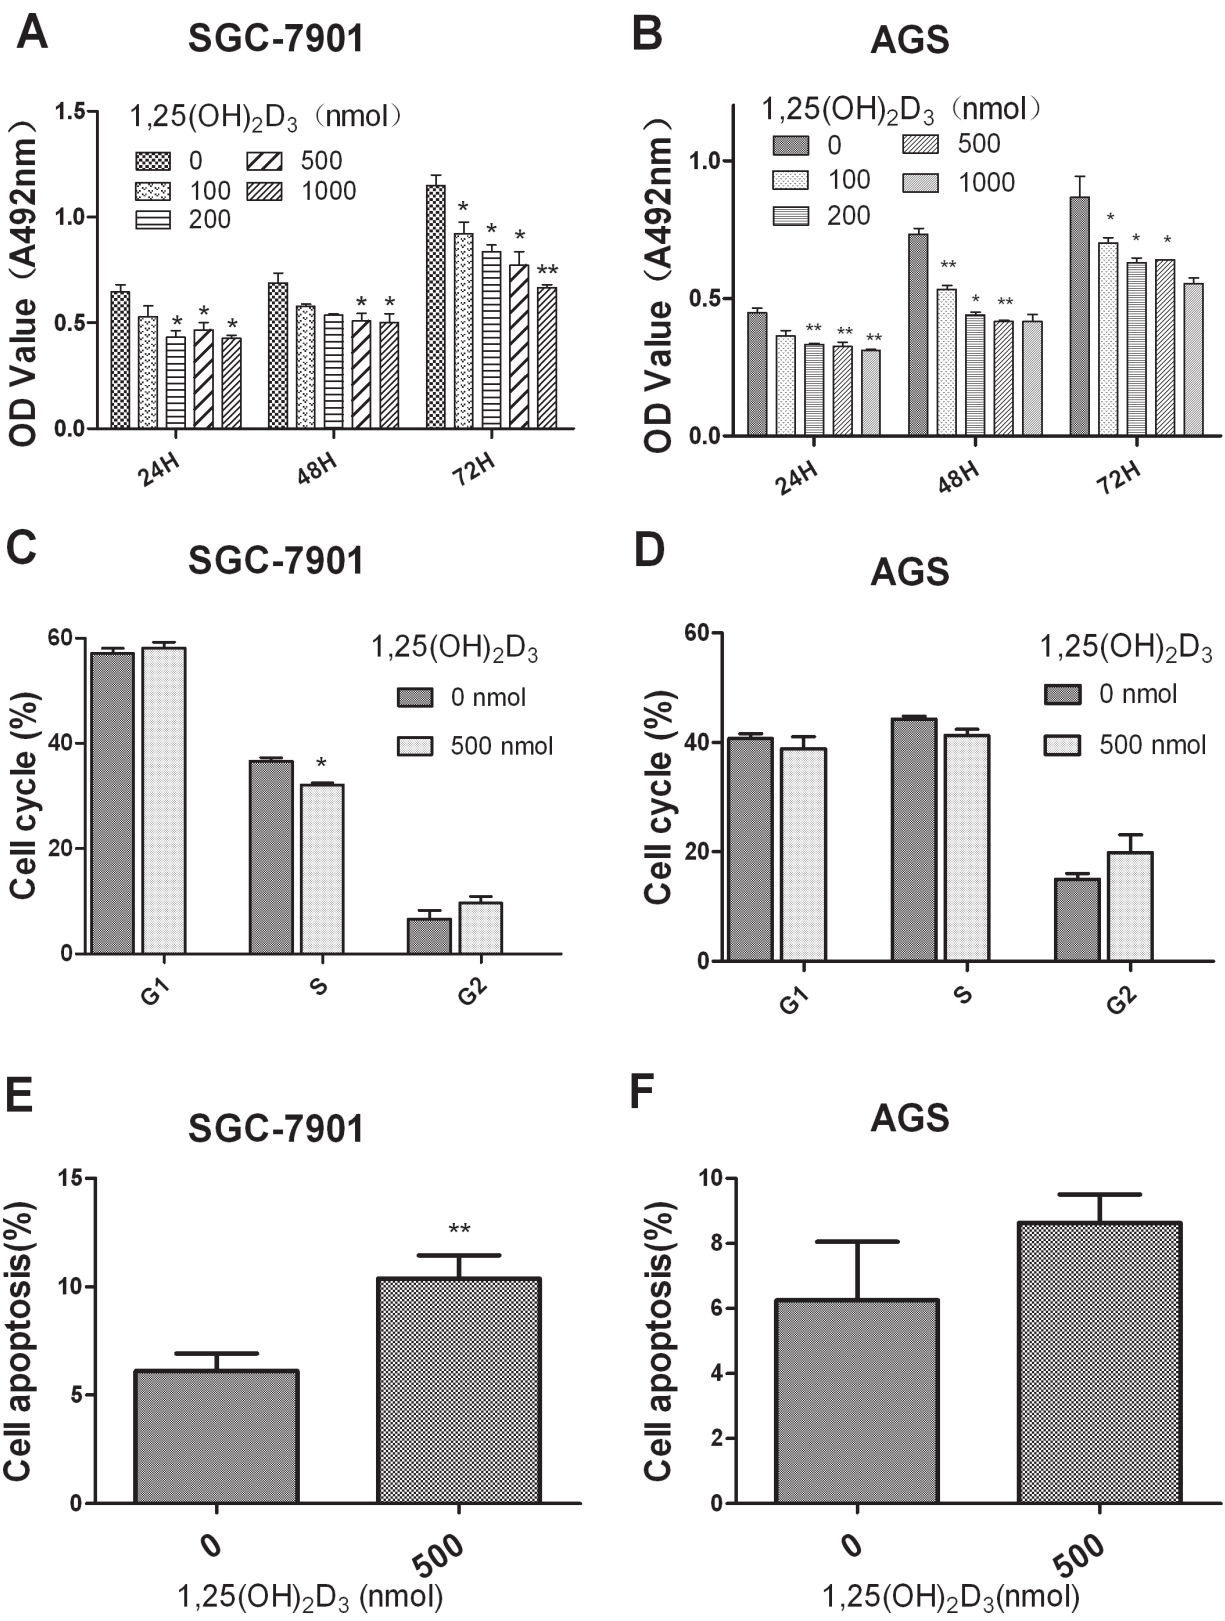 A
SGC-7901
1,25(OH)₂D₃（nmol）
0
500
100
1000
200
OD Value（A492nm）
1.5
1.0
0.5
0.0
* * *
* *
* * * **
24H
48H
72H
B
AGS
1,25(OH)₂D₃（nmol）
0
500
100
1000
200
OD Value（A492nm）
1.0
0.5
0.0
** ** **
** * **
* * *
24H
48H
72H
C
SGC-7901
1,25(OH)₂D₃
0 nmol
500 nmol
Cell cycle (%)
60
40
20
0
*
G1
S
G2
D
AGS
1,25(OH)₂D₃
0 nmol
500 nmol
Cell cycle (%)
60
40
20
0
G1
S
G2
E
SGC-7901
Cell apoptosis(%)
15
10
5
0
**
0
500
1,25(OH)₂D₃ (nmol)
F
AGS
Cell apoptosis(%)
10
8
6
4
2
0
0
500
1,25(OH)₂D₃(nmol)